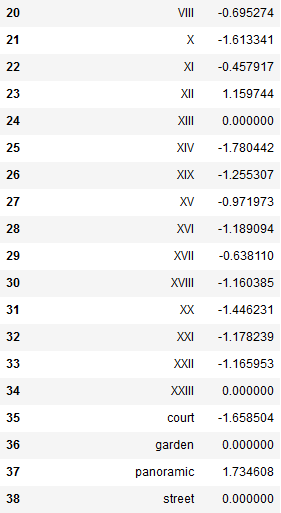 20 VIII -0.695274
21 X -1.613341
22 XI -0.457917
23 XII 1.159744
24 XIII 0.000000
25 XIV -1.780442
26 XIX -1.255307
27 XV -0.971973
28 XVI -1.189094
29 XVII -0.638110
30 XVIII -1.160385
31 XX -1.446231
32 XXI -1.178239
33 XXII -1.165953
34 XXIII 0.000000
35 court -1.658504
36 garden 0.000000
37 panoramic 1.734608
38 street 0.000000